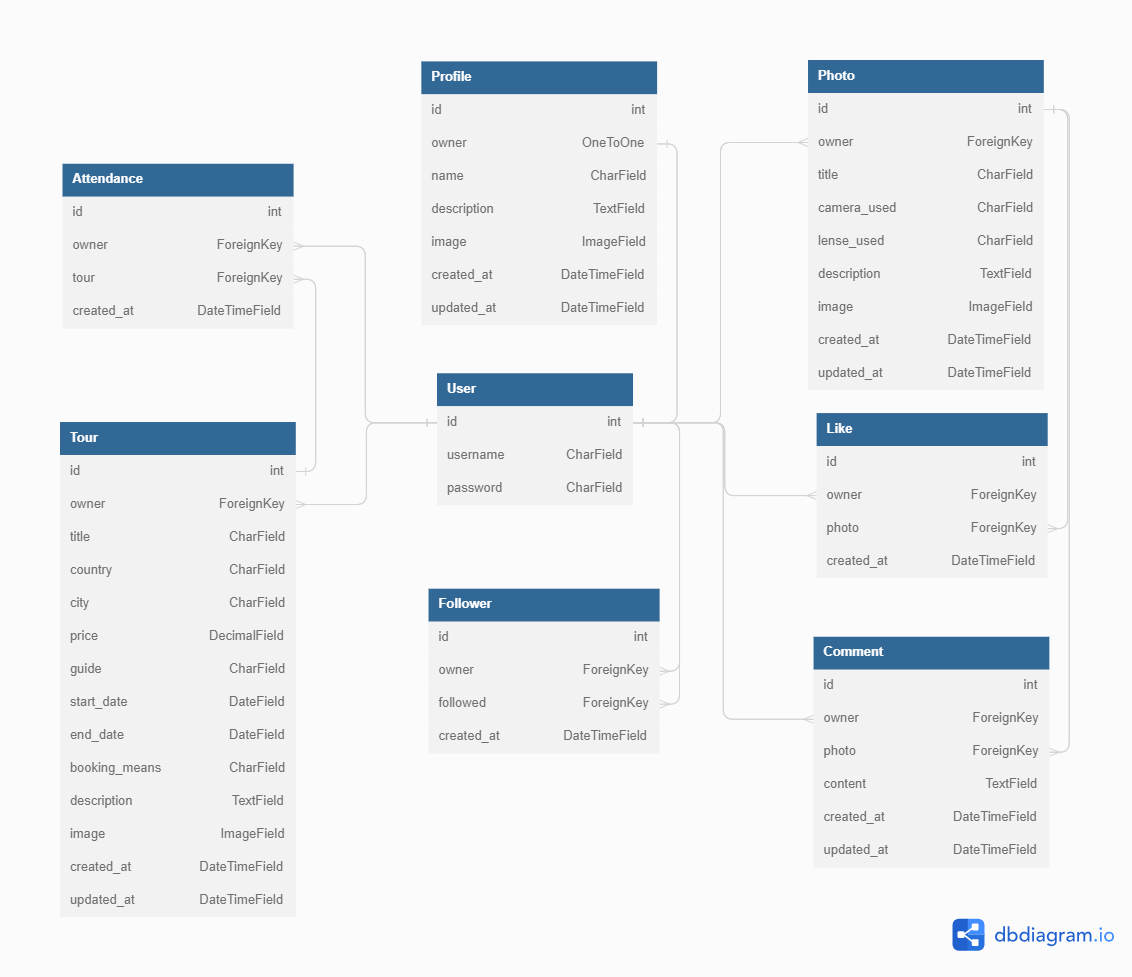 Profile
id int
owner OneToOne
name CharField
description TextField
image ImageField
created_at DateTimeField
updated_at DateTimeField
Photo
id int
owner ForeignKey
title CharField
camera_used CharField
lense_used CharField
description TextField
image ImageField
created_at DateTimeField
updated_at DateTimeField
Attendance
id int
owner ForeignKey
tour ForeignKey
created_at DateTimeField
User
id int
username CharField
password CharField
Like
id int
owner ForeignKey
photo ForeignKey
created_at DateTimeField
Tour
id int
owner ForeignKey
title CharField
country CharField
city CharField
price DecimalField
guide CharField
start_date DateField
end_date DateField
booking_means CharField
description TextField
image ImageField
created_at DateTimeField
updated_at DateTimeField
Follower
id int
owner ForeignKey
followed ForeignKey
created_at DateTimeField
Comment
id int
owner ForeignKey
photo ForeignKey
content TextField
created_at DateTimeField
updated_at DateTimeField
dbdiagram.io